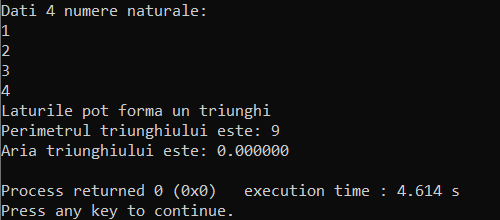 Dati 4 numere naturale:
1
2
3
4
Laturile pot forma un triunghi
Perimetrul triunghiului este: 9
Aria triunghiului este: 0.000000
Process returned 0 (0x0)   execution time : 4.614 s
Press any key to continue.